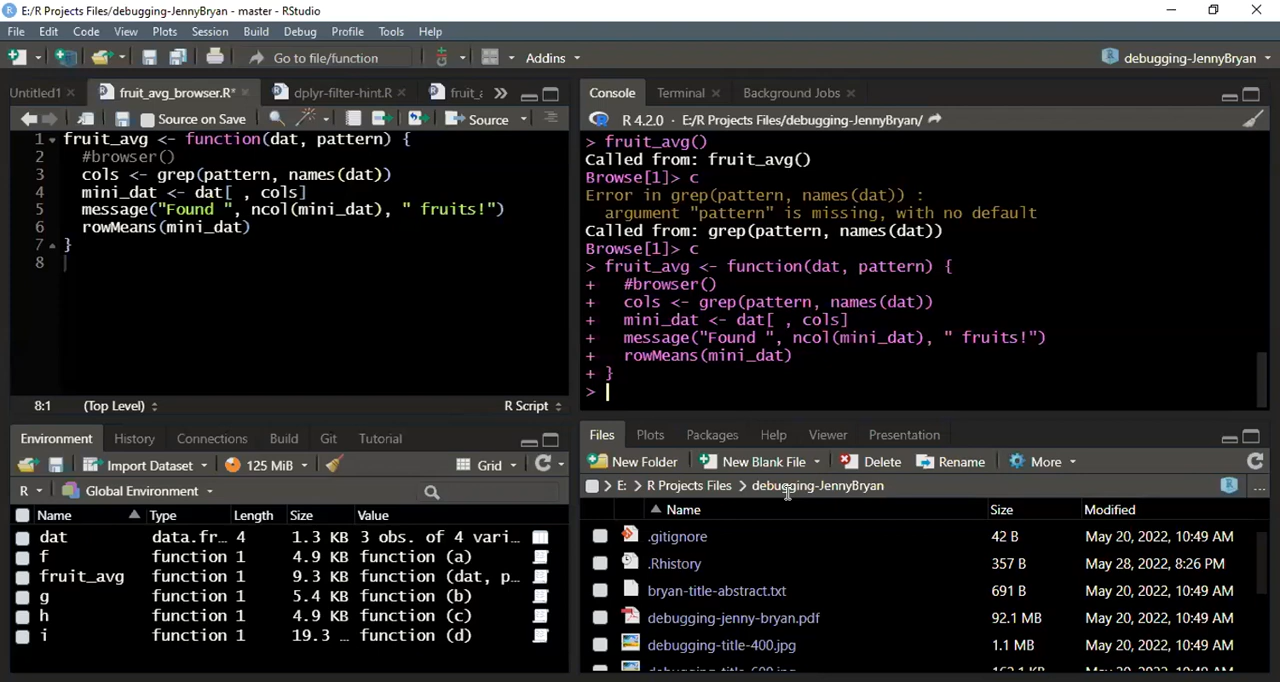 E:/R Projects Files/debugging-JennyBryan - master - RStudio
File Edit Code View Plots Session Build Debug Profile Tools Help
Go to file/function
Addins
debugging-JennyBryan
Untitled1
fruit_avg_browser.R*
dplyr-filter-hint.R
fruit_
Source on Save
Source
1 fruit_avg <- function(dat, pattern) {
2 #browser()
3 cols <- grep(pattern, names(dat))
4 mini_dat <- dat[ , cols]
5 message("Found ", ncol(mini_dat), " fruits!")
6 rowMeans(mini_dat)
7 }
8
8:1 (Top Level) R Script
Console Terminal Background Jobs
R 4.2.0 · E:/R Projects Files/debugging-JennyBryan/
> fruit_avg()
Called from: fruit_avg()
Browse[1]> c
Error in grep(pattern, names(dat)) :
argument "pattern" is missing, with no default
Called from: grep(pattern, names(dat))
Browse[1]> c
> fruit_avg <- function(dat, pattern) {
+ #browser()
+ cols <- grep(pattern, names(dat))
+ mini_dat <- dat[ , cols]
+ message("Found ", ncol(mini_dat), " fruits!")
+ rowMeans(mini_dat)
+ }
>
Environment History Connections Build Git Tutorial
Import Dataset 125 MiB Grid
R Global Environment
Name Type Length Size Value
dat data.fr… 4 1.3 KB 3 obs. of 4 vari…
f function 1 4.9 KB function (a)
fruit_avg function 1 9.3 KB function (dat, p…
g function 1 5.4 KB function (b)
h function 1 4.9 KB function (c)
i function 1 19.3 … function (d)
Files Plots Packages Help Viewer Presentation
New Folder New Blank File Delete Rename More
E: > R Projects Files > debugging-JennyBryan
Name Size Modified
.gitignore 42 B May 20, 2022, 10:49 AM
.Rhistory 357 B May 28, 2022, 8:26 PM
bryan-title-abstract.txt 691 B May 20, 2022, 10:49 AM
debugging-jenny-bryan.pdf 92.1 MB May 20, 2022, 10:49 AM
debugging-title-400.jpg 1.1 MB May 20, 2022, 10:49 AM